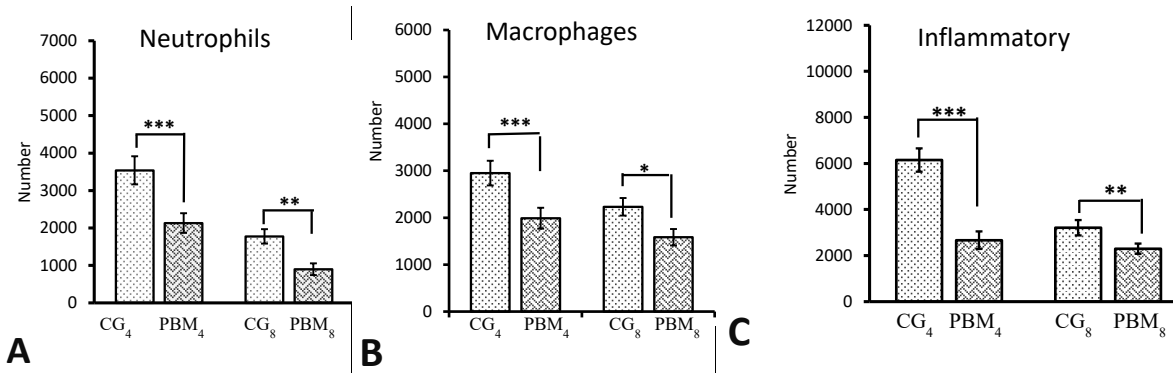 Neutrophils
Number
7000
6000
5000
4000
3000
2000
1000
0
***
**
CG₄ PBM₄ CG₈ PBM₈
A
Macrophages
Number
6000
5000
4000
3000
2000
1000
0
***
*
CG₄ PBM₄ CG₈ PBM₈
B
Inflammatory
Number
12000
10000
8000
6000
4000
2000
0
***
**
CG₄ PBM₄ CG₈ PBM₈
C